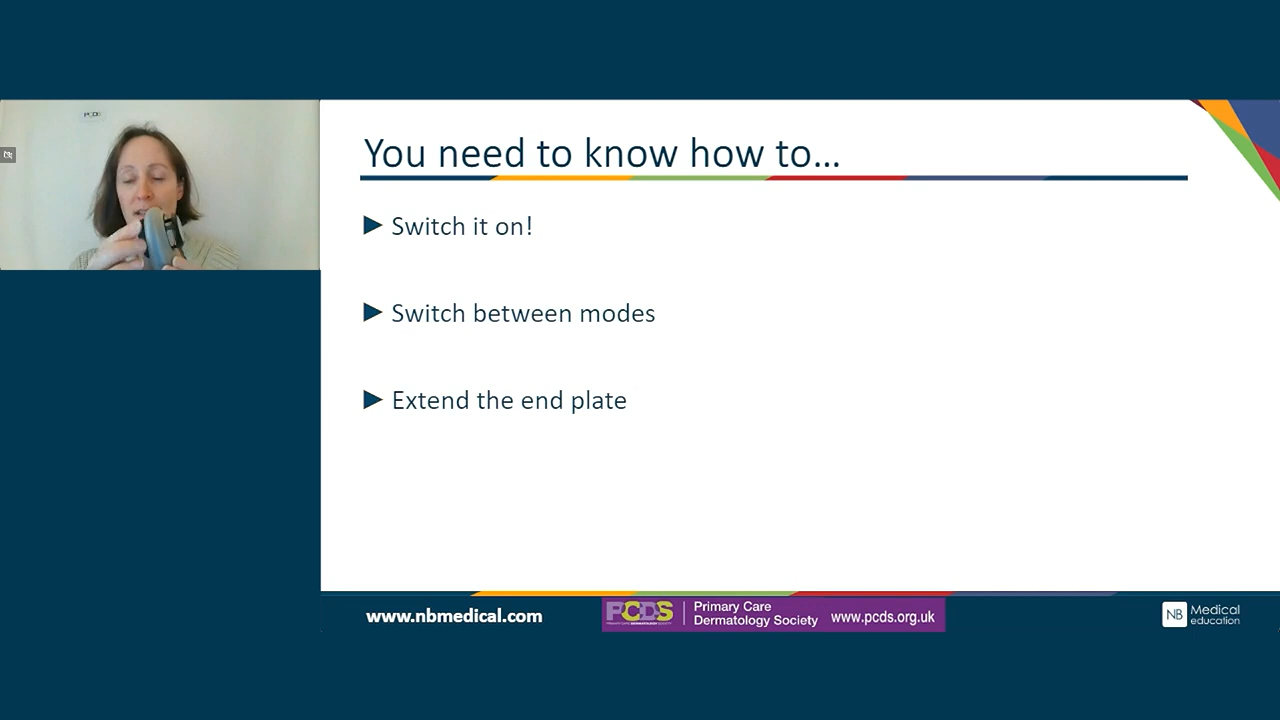 PCDS
You need to know how to...
Switch it on!
Switch between modes
Extend the end plate
www.nbmedical.com
PCDS
Primary Care
Dermatology Society
www.pcds.org.uk
NB
Medical
education